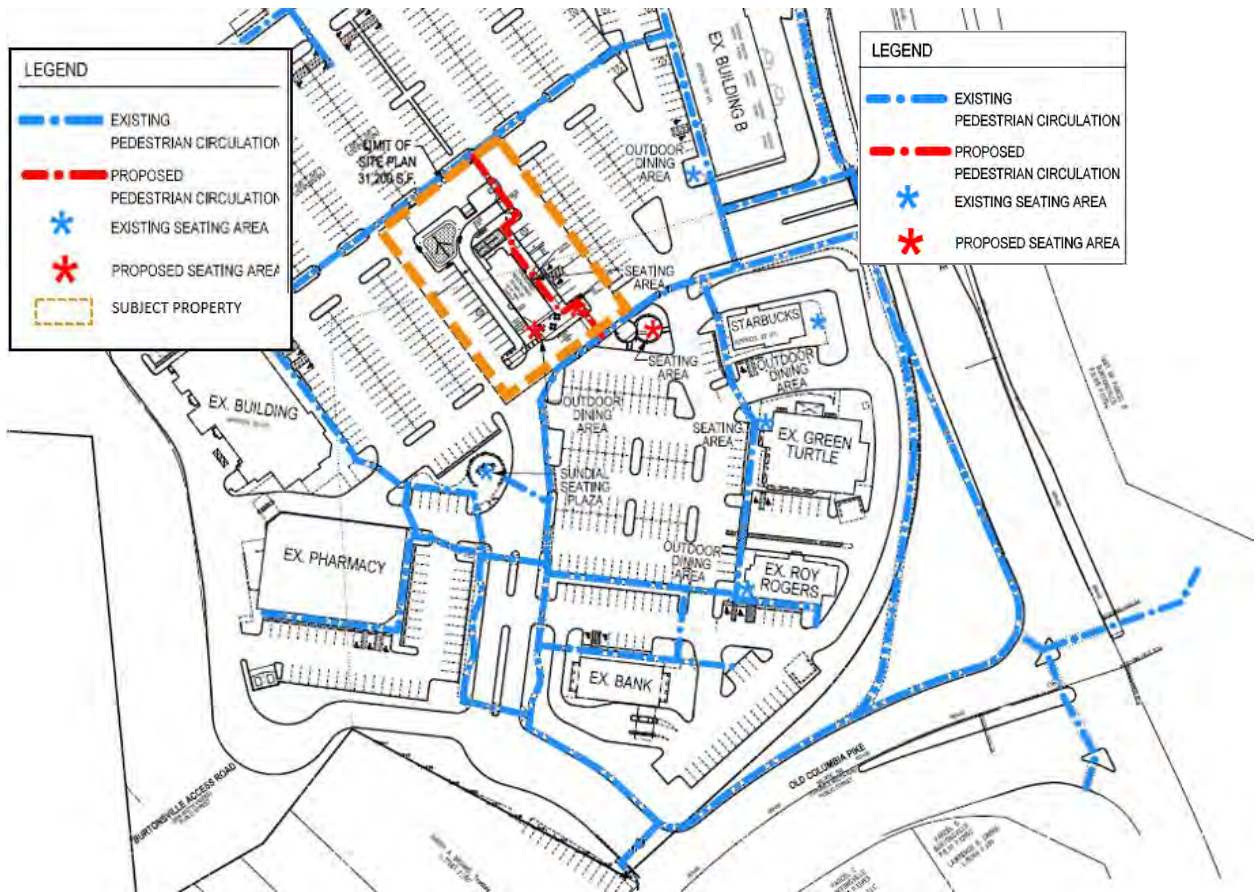 LEGEND
EXISTING
PEDESTRIAN CIRCULATION
PROPOSED
PEDESTRIAN CIRCULATION
EXISTING SEATING AREA
PROPOSED SEATING AREA
SUBJECT PROPERTY
LEGEND
EXISTING
PEDESTRIAN CIRCULATION
PROPOSED
PEDESTRIAN CIRCULATION
EXISTING SEATING AREA
PROPOSED SEATING AREA
LIMIT OF
SITE PLAN
31,200 S.F.
EX. BUILDING B
OUTDOOR
DINING
AREA
SEATING
AREA
SEATING
AREA
STARBUCKS
OUTDOOR
DINING
AREA
OUTDOOR
DINING
AREA
SEATING
AREA
EX. GREEN
TURTLE
EX. BUILDING
SUNDIAL
SEATING
PLAZA
EX. PHARMACY
OUTDOOR
DINING
AREA
EX. ROY
ROGERS
EX. BANK
OLD COLUMBIA PIKE
BURTONSVILLE ACCESS ROAD